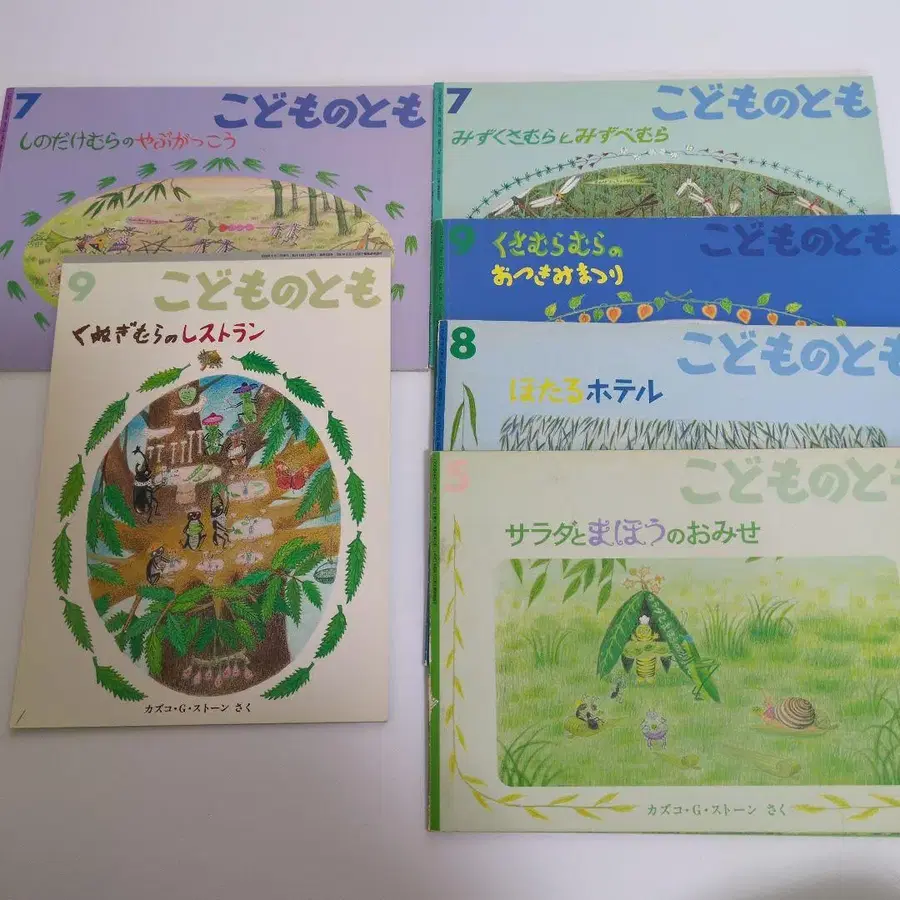 7
こどものとも
しのだけむらのやぶがっこう
7
こどものとも
みずくさむらとみずべむら
9
こどものとも
くさむらむらの
おつきみまつり
9
こどものとも
くぬぎむらのレストラン
カズコ・G・ストーン さく
8
こどものとも
ほたるホテル
5
こどものとも
サラダとまほうのおみせ
カズコ・G・ストーン さく